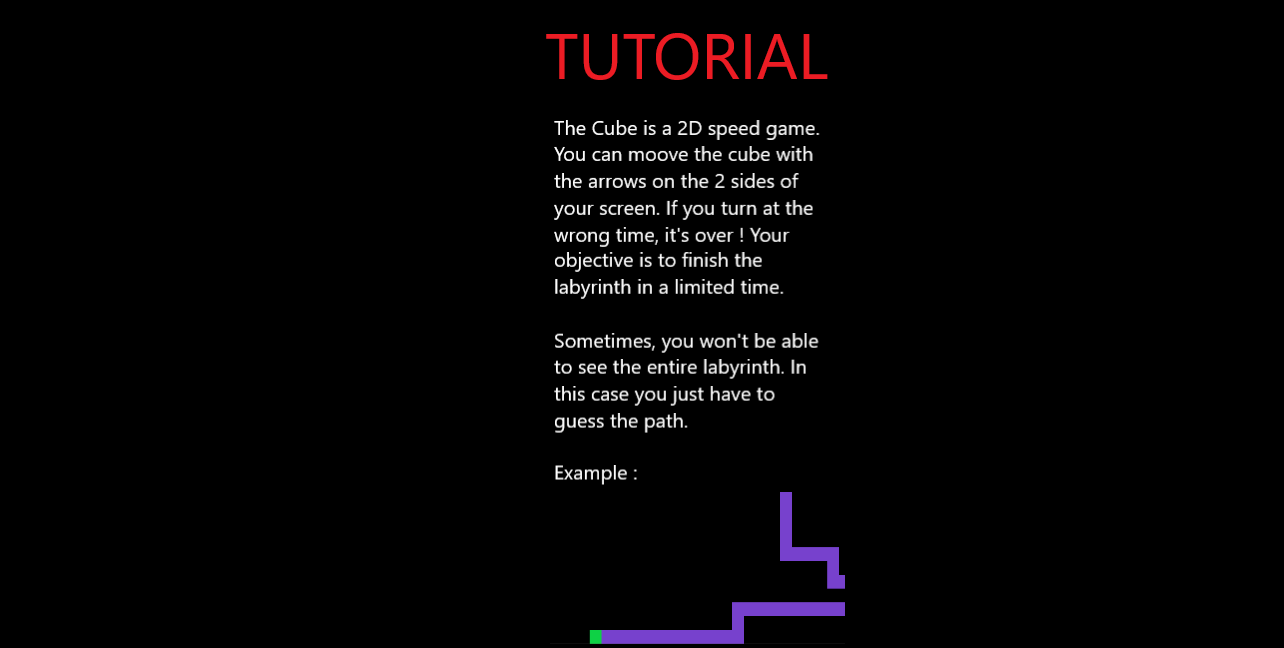 TUTORIAL
The Cube is a 2D speed game.
You can moove the cube with
the arrows on the 2 sides of
your screen. If you turn at the
wrong time, it's over ! Your
objective is to finish the
labyrinth in a limited time.
Sometimes, you won't be able
to see the entire labyrinth. In
this case you just have to
guess the path.
Example :